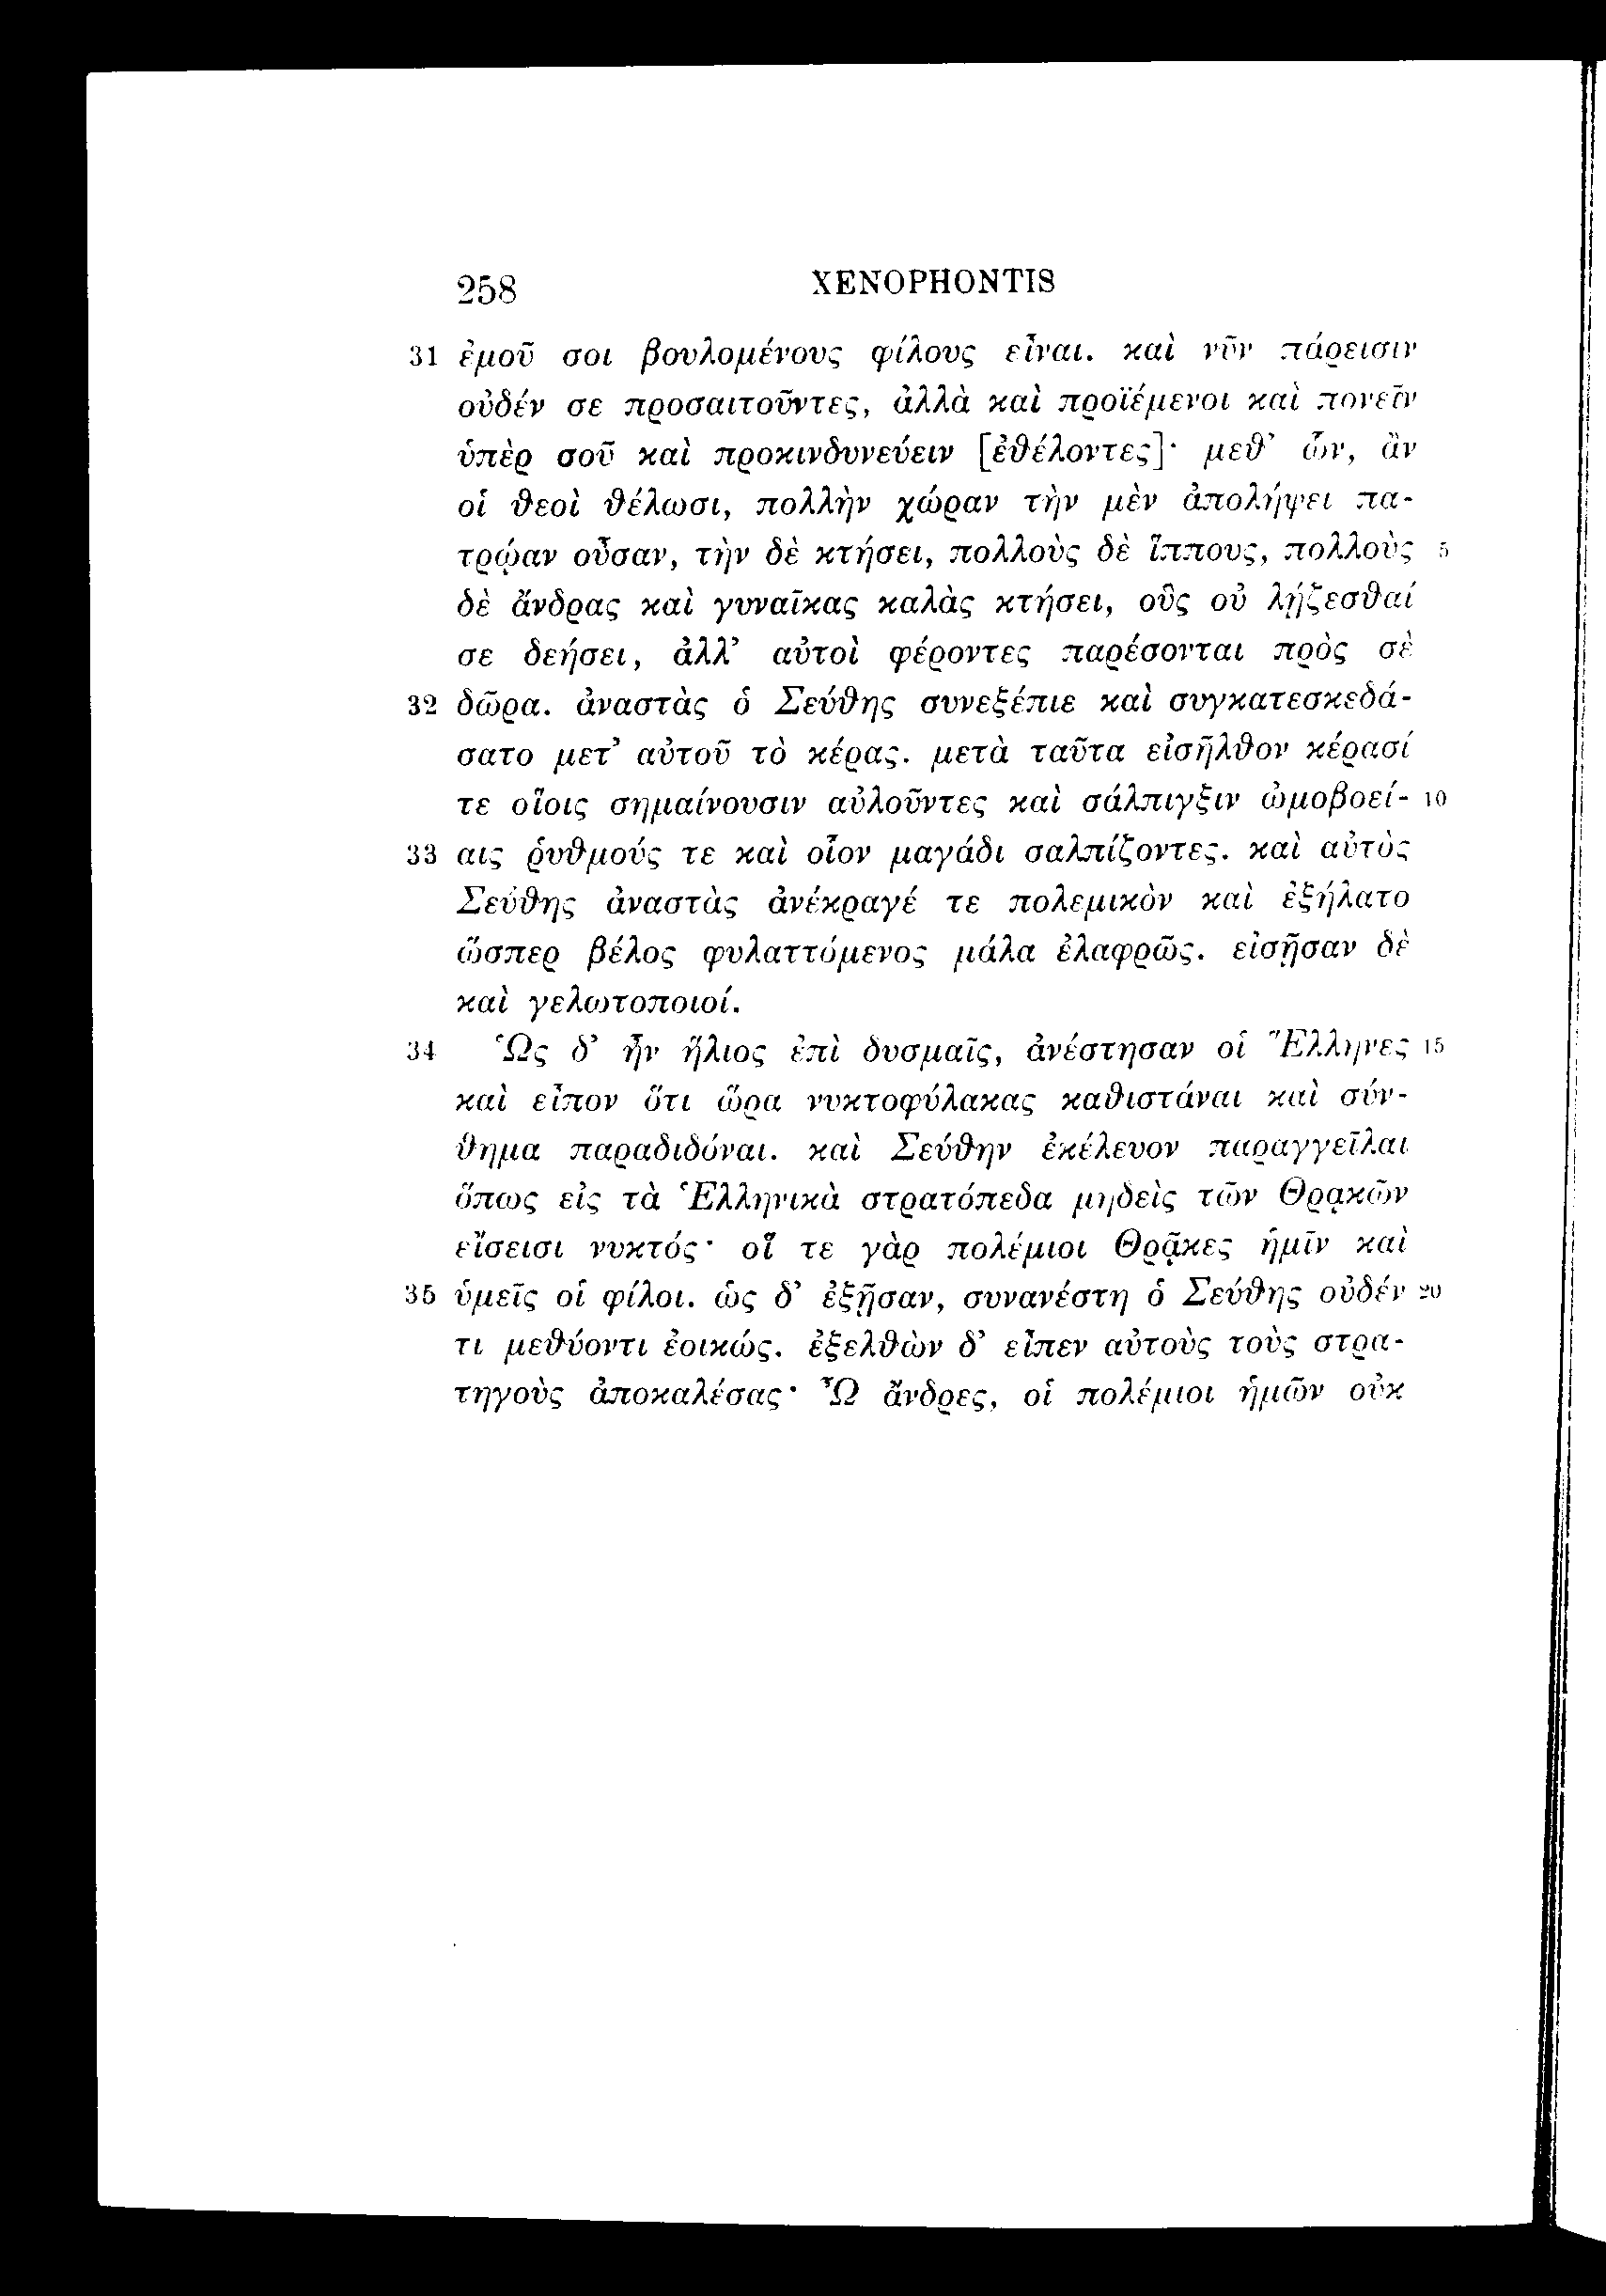 258 XENOPHONTIS
31 ἐμοῦ σοι βουλομένους φίλους εἶναι. καὶ νῦν πάρεισιν
οὐδέν σε προσαιτοῦντες, ἀλλὰ καὶ προϊέμενοι καὶ πονεῖν
ὑπὲρ σοῦ καὶ προκινδυνεύειν [ἐθέλοντες]· μεθ’ ὧν, ἂν
οἱ θεοὶ θέλωσι, πολλὴν χώραν τὴν μὲν ἀπολήψει πα-
τρῴαν οὖσαν, τὴν δὲ κτήσει, πολλοὺς δὲ ἵππους, πολλοὺς 5
δὲ ἄνδρας καὶ γυναῖκας καλὰς κτήσει, οὓς οὐ λῄζεσθαί
σε δεήσει, ἀλλ’ αὐτοὶ φέροντες παρέσονται πρὸς σὲ
32 δῶρα. ἀναστὰς ὁ Σεύθης συνεξέπιε καὶ συγκατεσκεδά-
σατο μετ’ αὐτοῦ τὸ κέρας. μετὰ ταῦτα εἰσῆλθον κέρασί
τε οἵοις σημαίνουσιν αὐλοῦντες καὶ σάλπιγξιν ὠμοβοεί- 10
33 αις ῥυθμούς τε καὶ οἷον μαγάδι σαλπίζοντες. καὶ αὐτὸς
Σεύθης ἀναστὰς ἀνέκραγέ τε πολεμικὸν καὶ ἐξήλατο
ὥσπερ βέλος φυλαττόμενος μάλα ἐλαφρῶς. εἰσῇσαν δὲ
καὶ γελωτοποιοί.
34 Ὡς δ’ ἦν ἥλιος ἐπὶ δυσμαῖς, ἀνέστησαν οἱ Ἕλληνες 15
καὶ εἶπον ὅτι ὥρα νυκτοφύλακας καθιστάναι καὶ σύν-
θημα παραδιδόναι. καὶ Σεύθην ἐκέλευον παραγγεῖλαι
ὅπως εἰς τὰ Ἑλληνικὰ στρατόπεδα μηδεὶς τῶν Θρᾳκῶν
εἴσεισι νυκτός· οἵ τε γὰρ πολέμιοι Θρᾷκες ἡμῖν καὶ
35 ὑμεῖς οἱ φίλοι. ὡς δ’ ἐξῇσαν, συνανέστη ὁ Σεύθης οὐδέν 20
τι μεθύοντι ἐοικώς. ἐξελθὼν δ’ εἶπεν αὐτοὺς τοὺς στρα-
τηγοὺς ἀποκαλέσας· Ὦ ἄνδρες, οἱ πολέμιοι ἡμῶν οὐκ